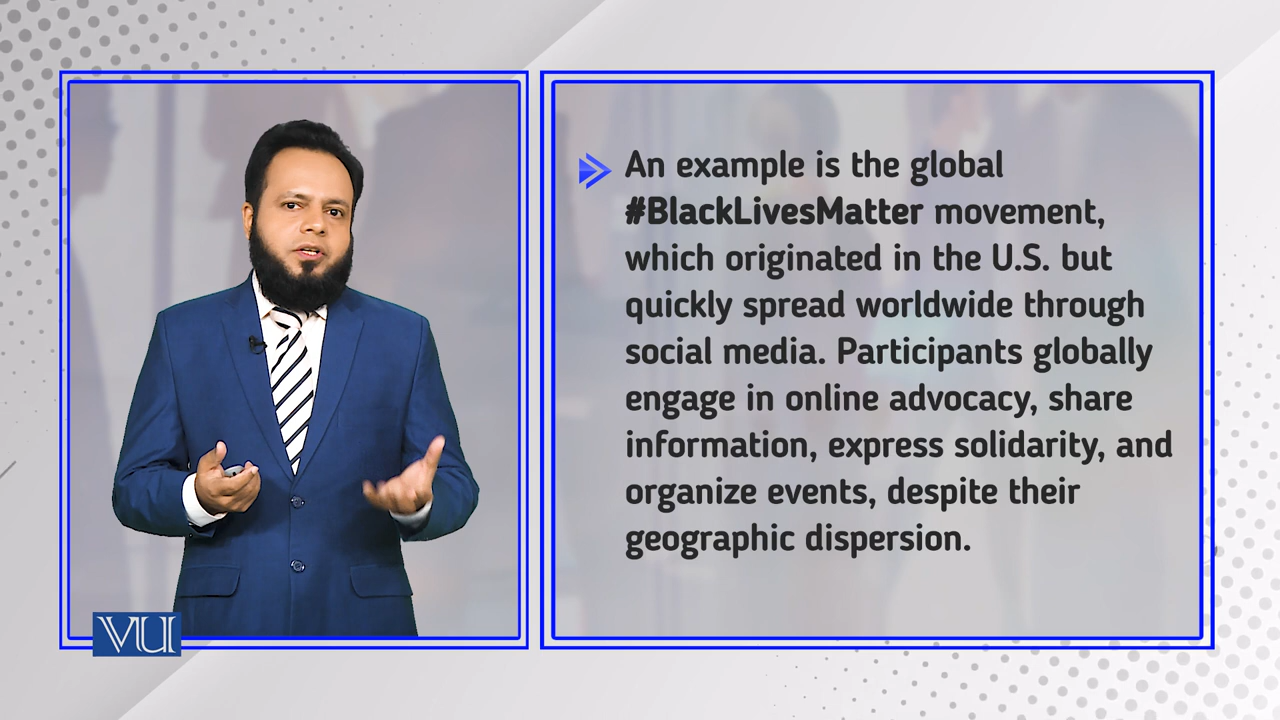 An example is the global
#BlackLivesMatter movement,
which originated in the U.S. but
quickly spread worldwide through
social media. Participants globally
engage in online advocacy, share
information, express solidarity, and
organize events, despite their
geographic dispersion.
VU